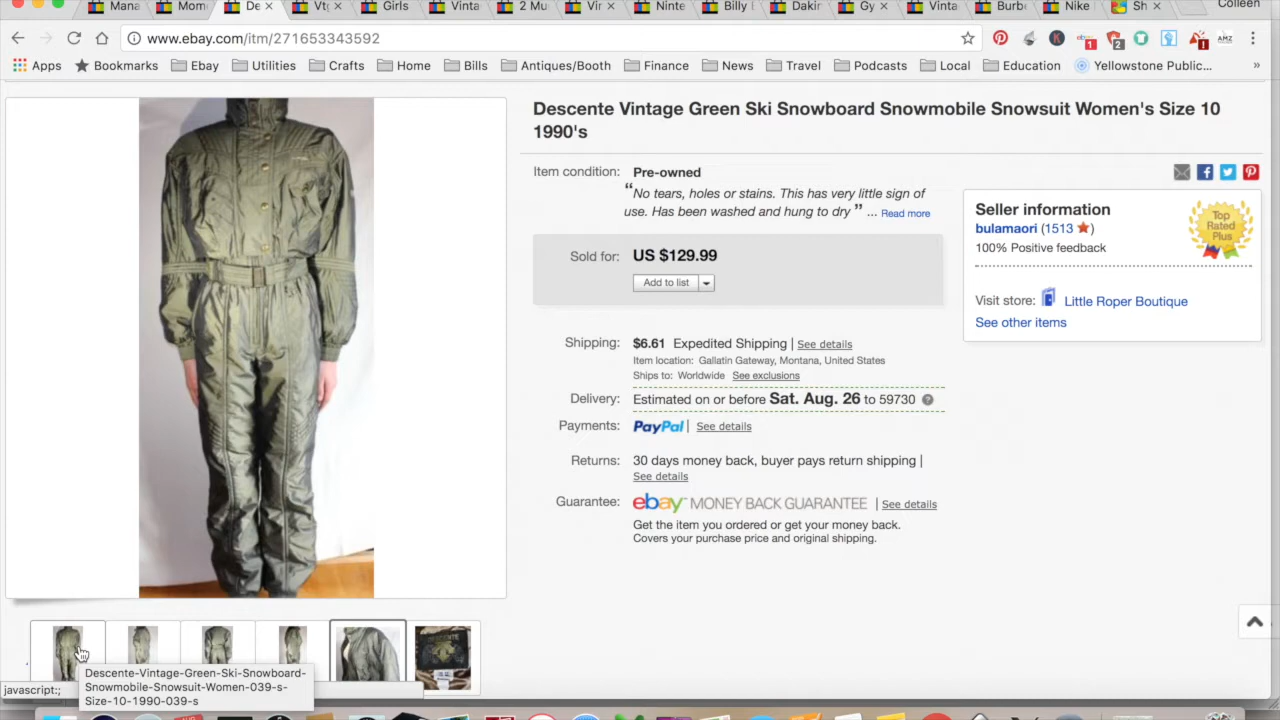 Colleen
Mana
Mom
De
Vtg
Girls
Vinta
2 Mu
Vir
Ninte
Billy
Dakir
Gy
Vinta
Burb
Nike
Sh
www.ebay.com/itm/271653343592
1
2
1
AMZ
Apps
Bookmarks
Ebay
Utilities
Crafts
Home
Bills
Antiques/Booth
Finance
News
Travel
Podcasts
Local
Education
Yellowstone Public...
»
Descente Vintage Green Ski Snowboard Snowmobile Snowsuit Women's Size 10
1990's
Item condition: Pre-owned
“No tears, holes or stains. This has very little sign of
use. Has been washed and hung to dry ” ... Read more
Sold for: US $129.99
Add to list
Shipping: $6.61 Expedited Shipping | See details
Item location: Gallatin Gateway, Montana, United States
Ships to: Worldwide See exclusions
Delivery: Estimated on or before Sat. Aug. 26 to 59730 ?
Payments: PayPal | See details
Returns: 30 days money back, buyer pays return shipping |
See details
Guarantee: ebay MONEY BACK GUARANTEE | See details
Get the item you ordered or get your money back.
Covers your purchase price and original shipping.
Seller information
bulamaori (1513 ★)
100% Positive feedback
Top
Rated
Plus
Visit store: Little Roper Boutique
See other items
DESCENTE
javascript:;
Descente-Vintage-Green-Ski-Snowboard-
Snowmobile-Snowsuit-Women-039-s-
Size-10-1990-039-s